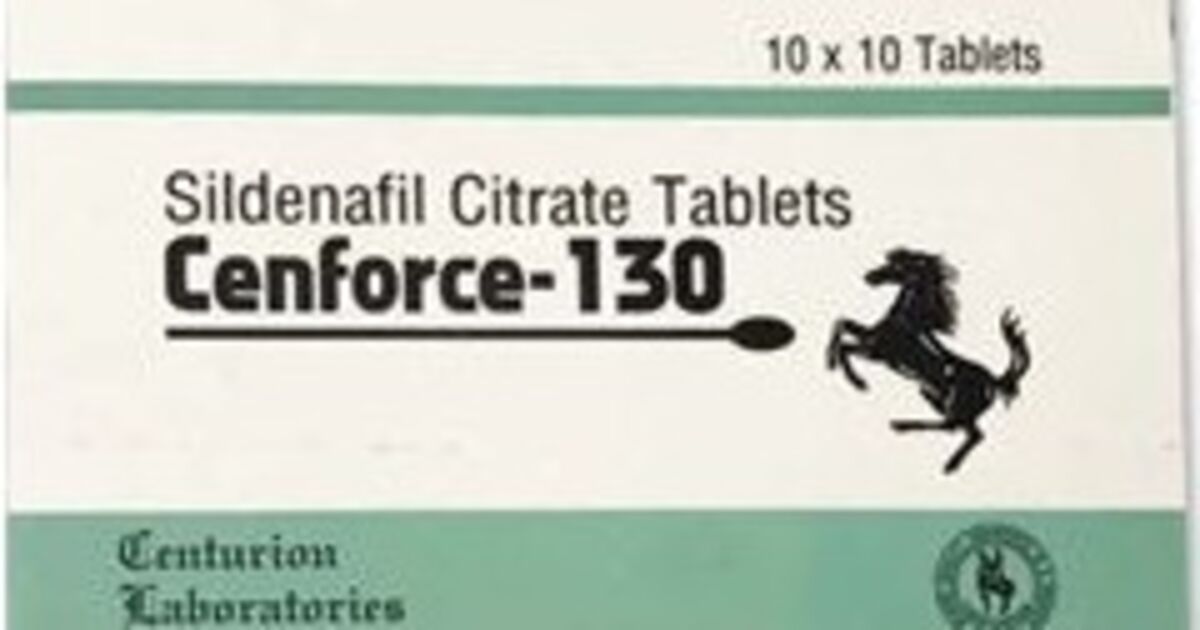 10 x 10 Tablets
Sildenafil Citrate Tablets
Cenforce-130
Centurion
Laboratories